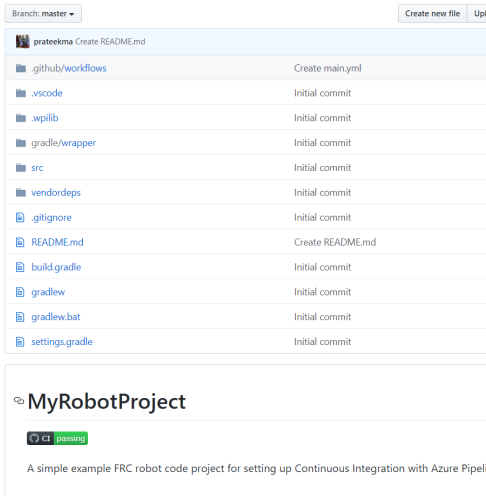 Branch: master Create new file Upl
prateekma Create README.md
.github/workflows Create main.yml
.vscode Initial commit
.wpilib Initial commit
gradle/wrapper Initial commit
src Initial commit
vendordeps Initial commit
.gitignore Initial commit
README.md Create README.md
build.gradle Initial commit
gradlew Initial commit
gradlew.bat Initial commit
settings.gradle Initial commit
MyRobotProject
CI passing
A simple example FRC robot code project for setting up Continuous Integration with Azure Pipeli